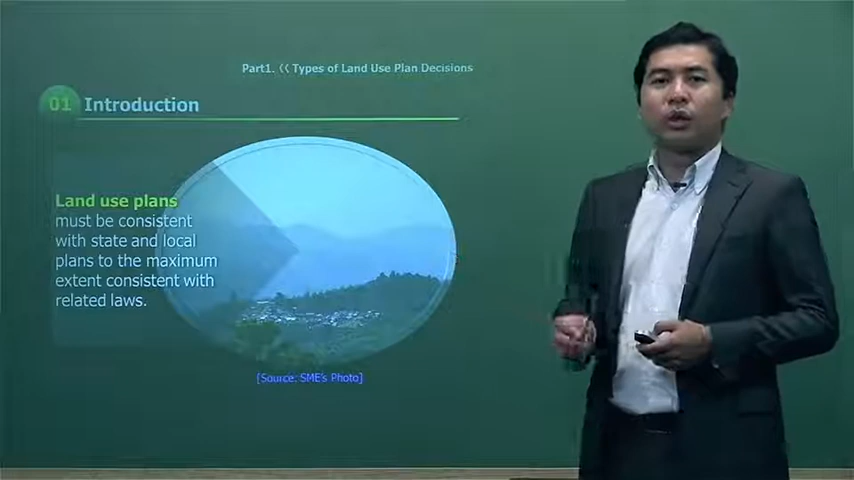 Part1. 《 Types of Land Use Plan Decisions
01 Introduction
Land use plans
must be consistent
with state and local
plans to the maximum
extent consistent with
related laws.
[Source: SME's Photo]